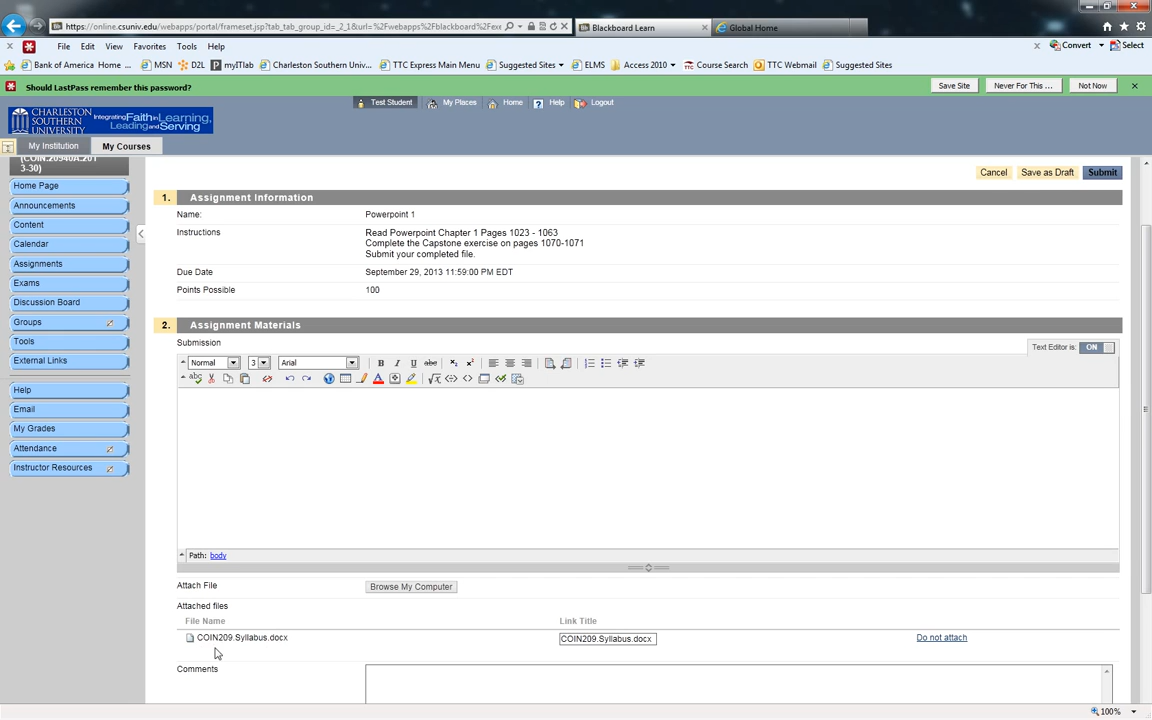 https://online.csuniv.edu/webapps/portal/frameset.jsp?tab_tab_group_id=_2_1&url=%2Fwebapps%2Fblackboard%2Fexe
Blackboard Learn
Global Home
File Edit View Favorites Tools Help
Convert Select
Bank of America Home ... MSN D2L myITlab Charleston Southern Univ... TTC Express Main Menu Suggested Sites ELMS Access 2010 Course Search TTC Webmail Suggested Sites
Should LastPass remember this password?
Save Site Never For This ... Not Now
Test Student My Places Home Help Logout
CHARLESTON SOUTHERN UNIVERSITY
Integrating Faith in Learning, Leading and Serving
My Institution My Courses
(COIN.20940A.201
3-30)
Home Page
Announcements
Content
Calendar
Assignments
Exams
Discussion Board
Groups
Tools
External Links
Help
Email
My Grades
Attendance
Instructor Resources
Cancel Save as Draft Submit
1. Assignment Information
Name: Powerpoint 1
Instructions Read Powerpoint Chapter 1 Pages 1023 - 1063
Complete the Capstone exercise on pages 1070-1071
Submit your completed file.
Due Date September 29, 2013 11:59:00 PM EDT
Points Possible 100
2. Assignment Materials
Submission
Text Editor is: ON
Normal 3 Arial B I U abc
Path: body
Attach File Browse My Computer
Attached files
File Name Link Title
COIN209.Syllabus.docx COIN209.Syllabus.docx Do not attach
Comments
100%